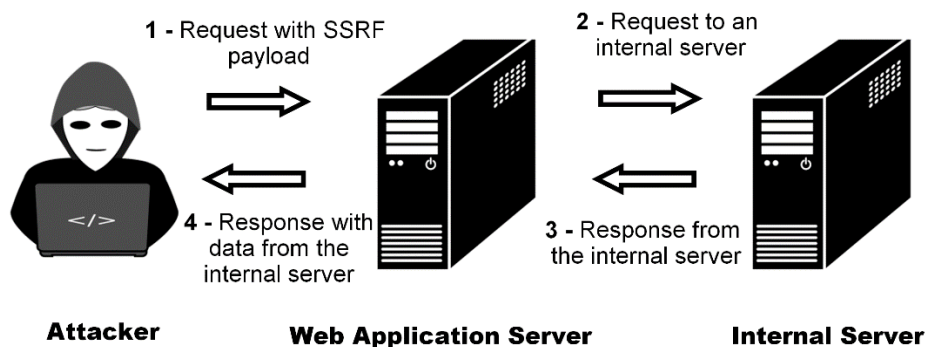 1 - Request with SSRF
payload
2 - Request to an
internal server
</>
4 - Response with
data from the
internal server
3 - Response from
the internal server
Attacker
Web Application Server
Internal Server